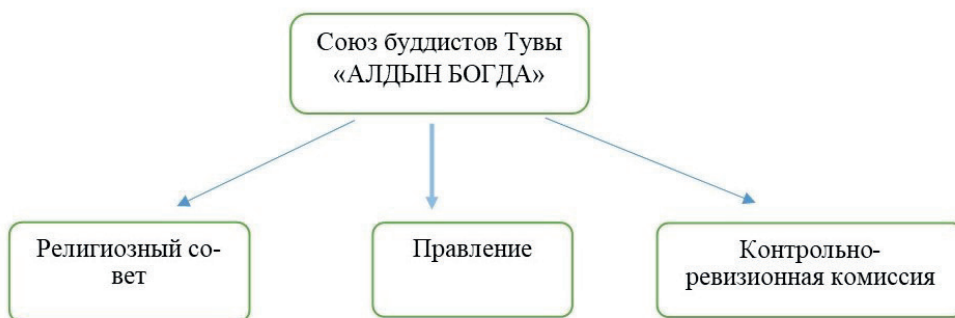 Союз буддистов Тувы
«АЛДЫН БОГДА»
Религиозный со-
вет
Правление
Контрольно-
ревизионная комиссия